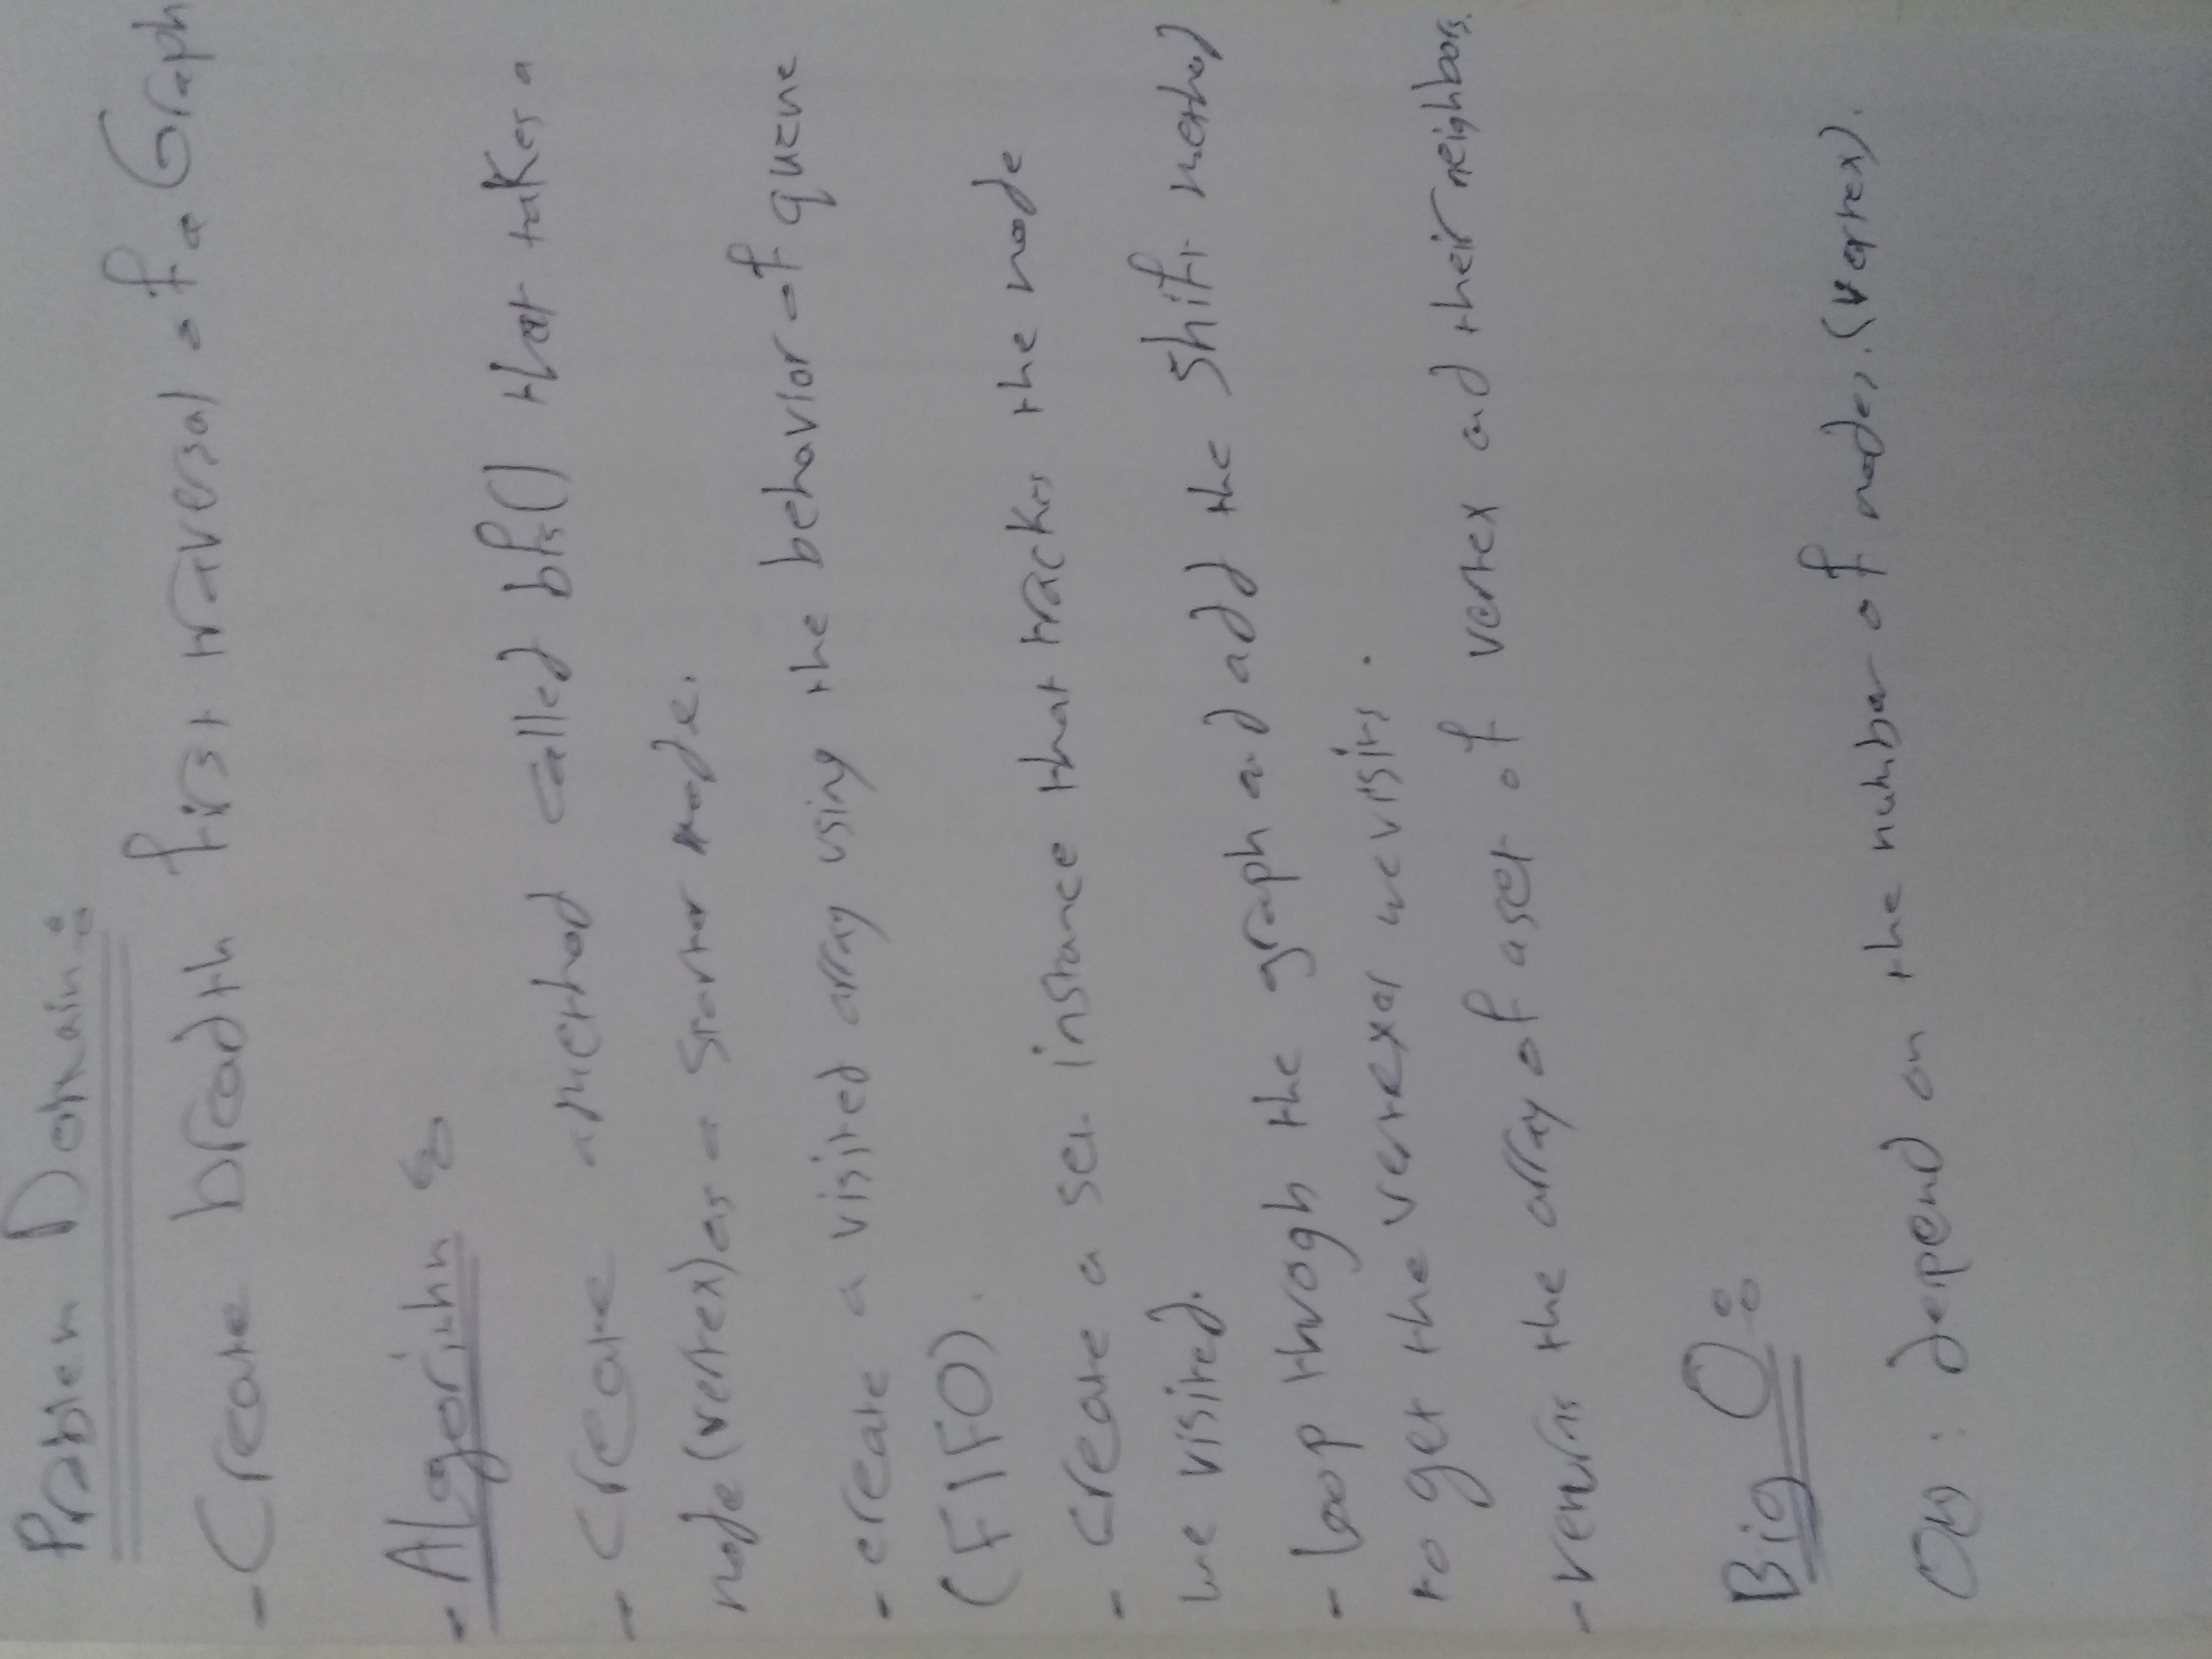 Problem Domain:
- Create breadth first traversal of a Graph
- Algorithm:
- Create a method called bfs() that takes a
node (vertex) as a starter node.
- create a visited array using the behavior of queue
(FIFO).
- create a set instance that tracks the node
we visited.
- Loop throgh the graph and add the shift method
to get the vertexes we visits.
- returns the array of a set of vertex and their neighbors.
Big O:
O(n): depend on the number of nodes. (vertex).